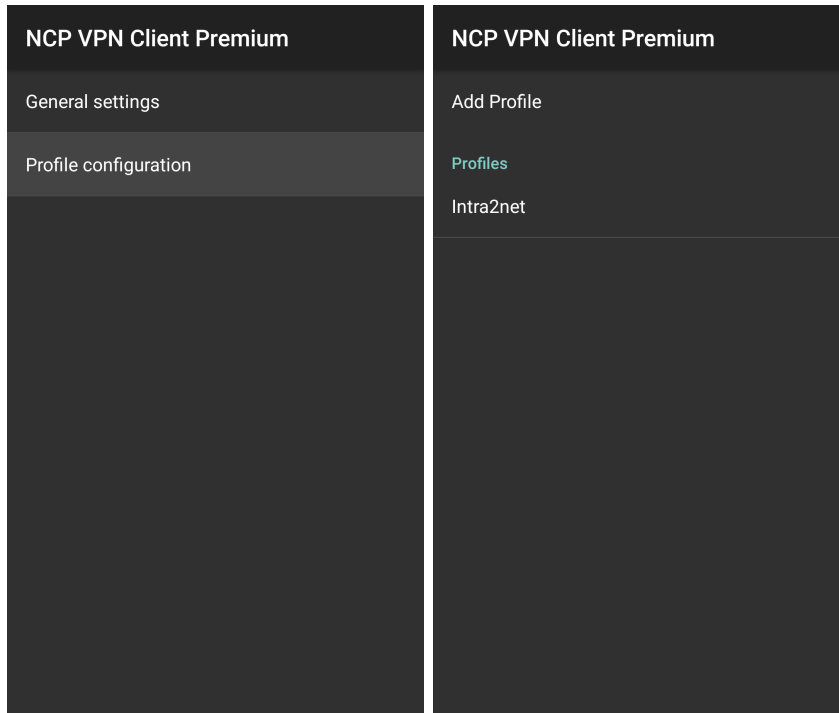 NCP VPN Client Premium
General settings
Profile configuration
NCP VPN Client Premium
Add Profile
Profiles
Intra2net